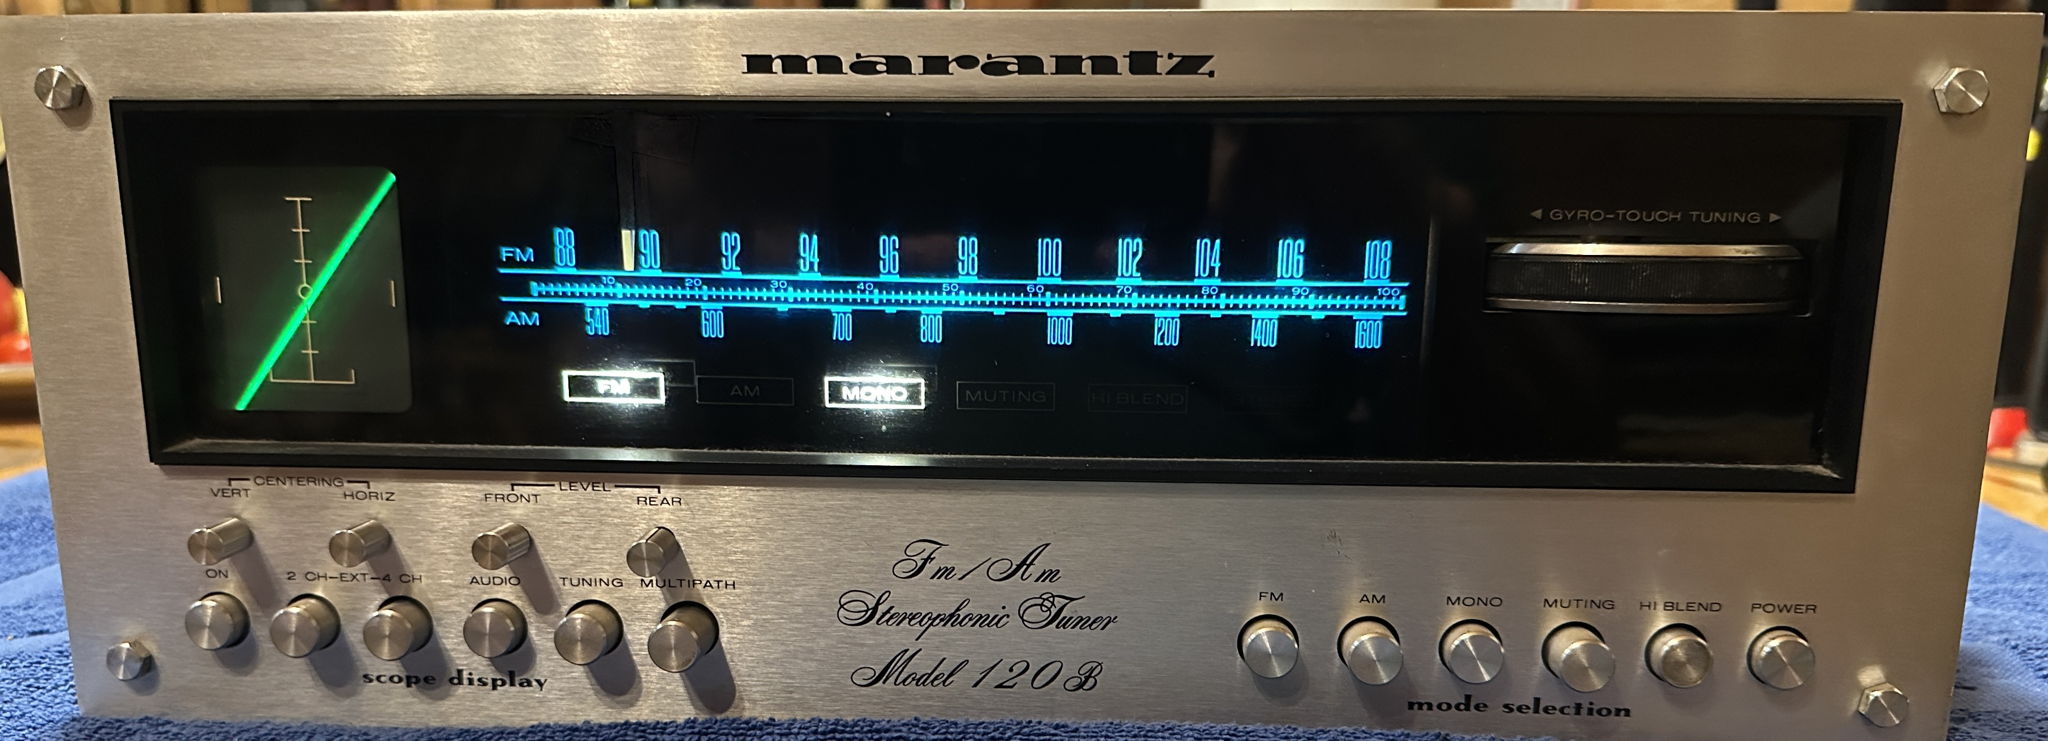 marantz
◄ GYRO-TOUCH TUNING ►
FM 88 90 92 94 96 98 100 102 104 106 108
10 20 30 40 50 60 70 80 90 100
AM 540 600 700 800 1000 1200 1400 1600
FM AM MONO MUTING HI BLEND STEREO
CENTERING LEVEL
VERT HORIZ FRONT REAR
ON 2 CH-EXT-4 CH AUDIO TUNING MULTIPATH
scope display
Fm/Am
Stereophonic Tuner
Model 120B
FM AM MONO MUTING HI BLEND POWER
mode selection